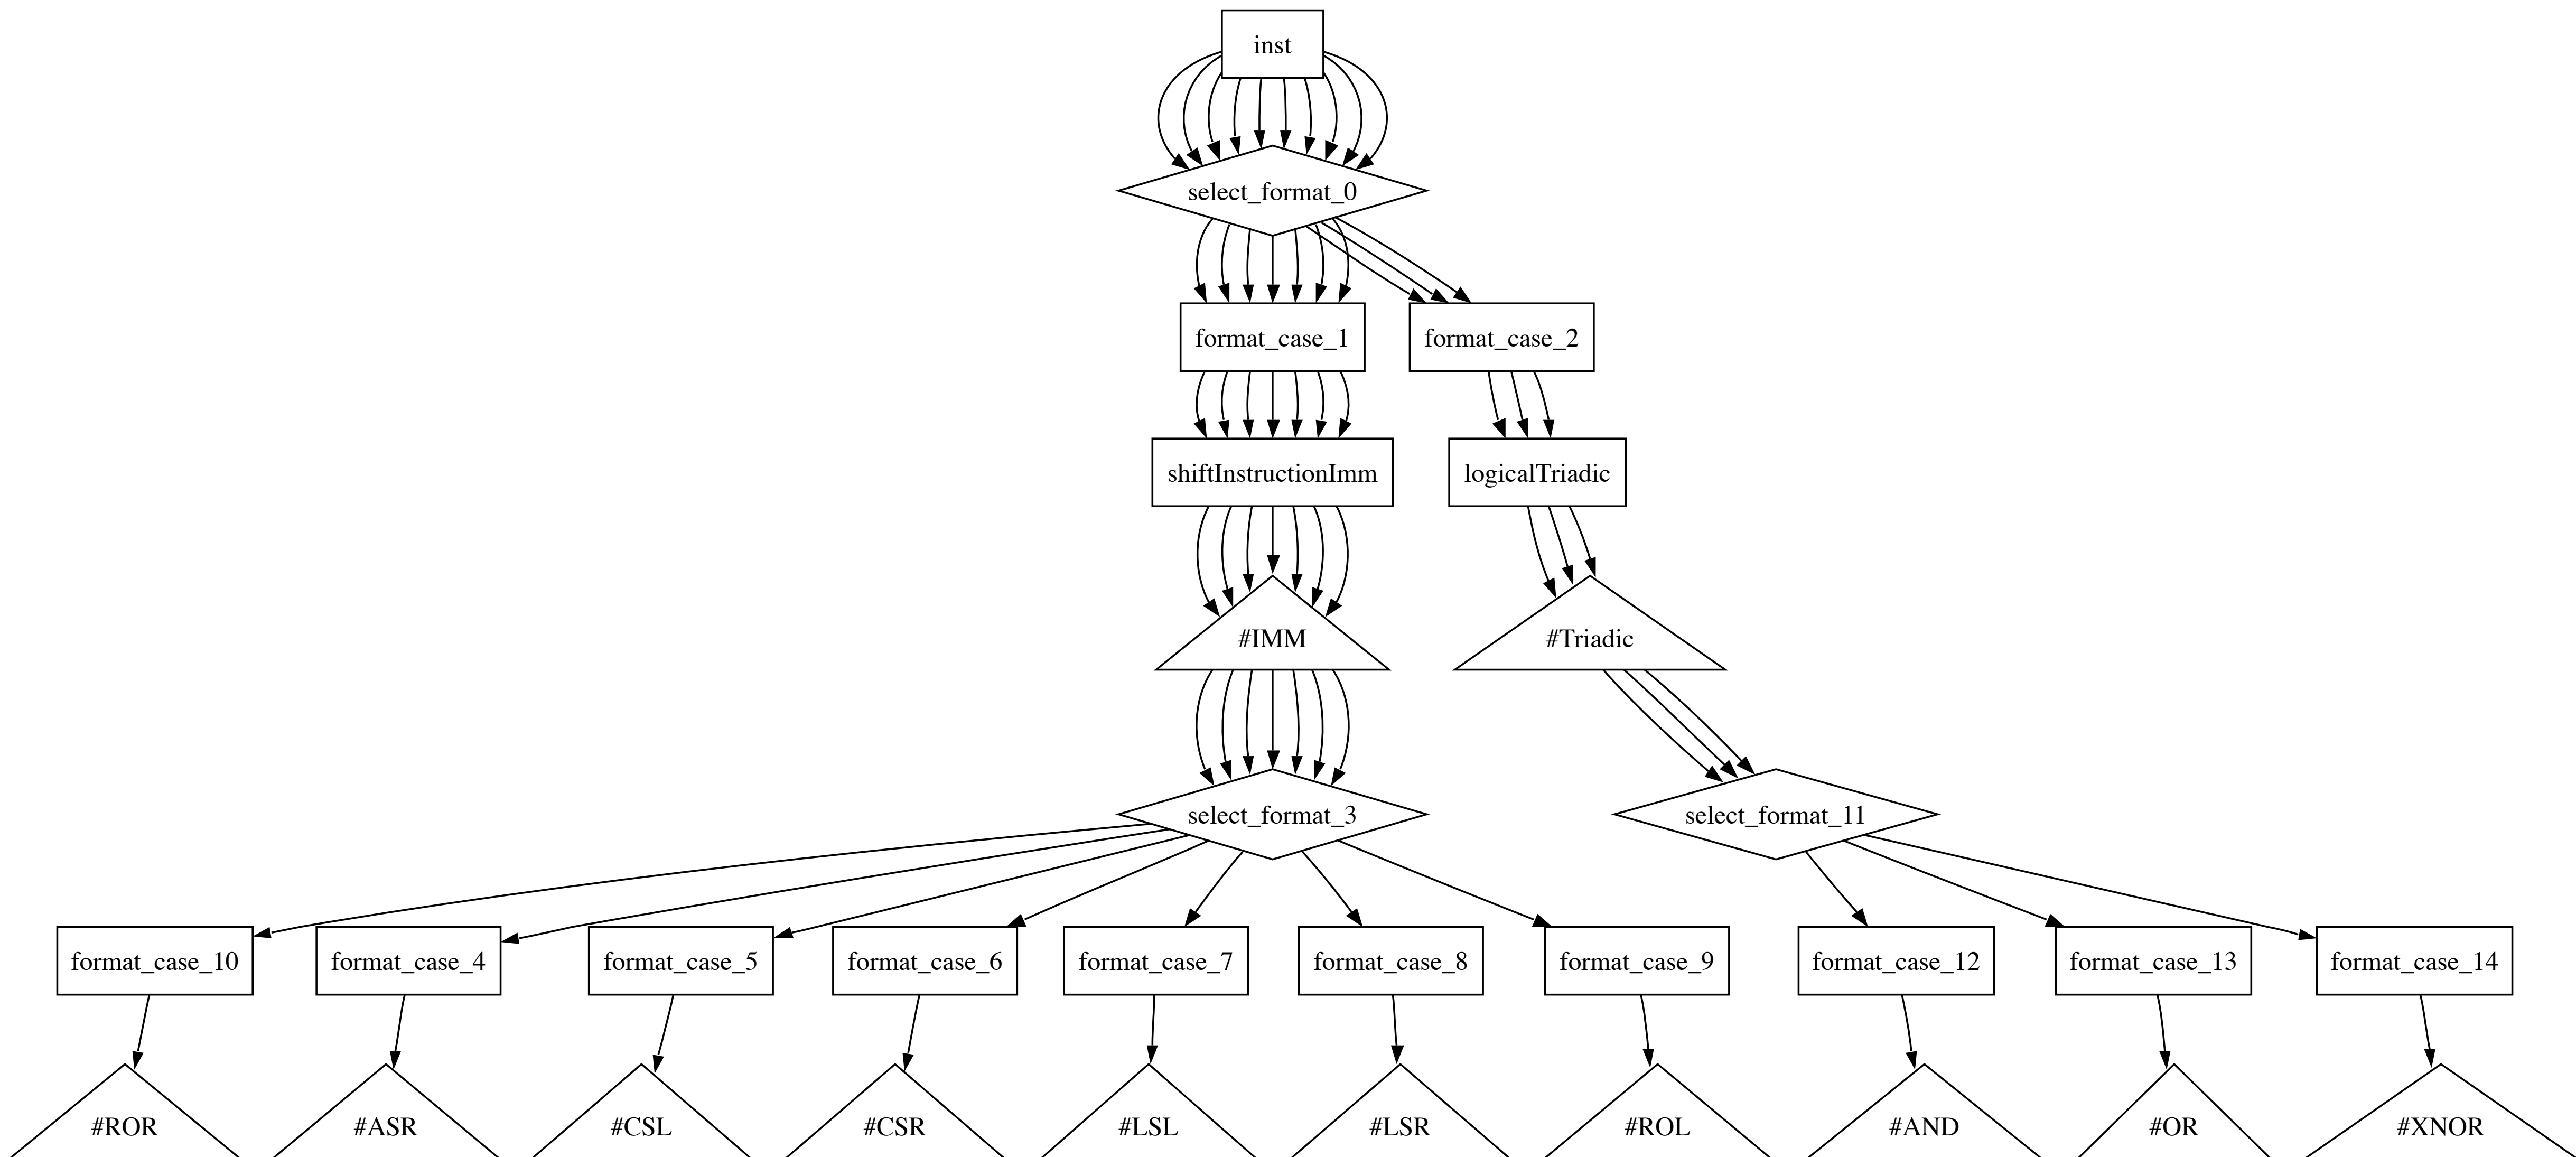 inst
select_format_0
format_case_1
format_case_2
shiftInstructionImm
logicalTriadic
#IMM
#Triadic
select_format_3
select_format_11
format_case_10
format_case_4
format_case_5
format_case_6
format_case_7
format_case_8
format_case_9
format_case_12
format_case_13
format_case_14
#ROR
#ASR
#CSL
#CSR
#LSL
#LSR
#ROL
#AND
#OR
#XNOR